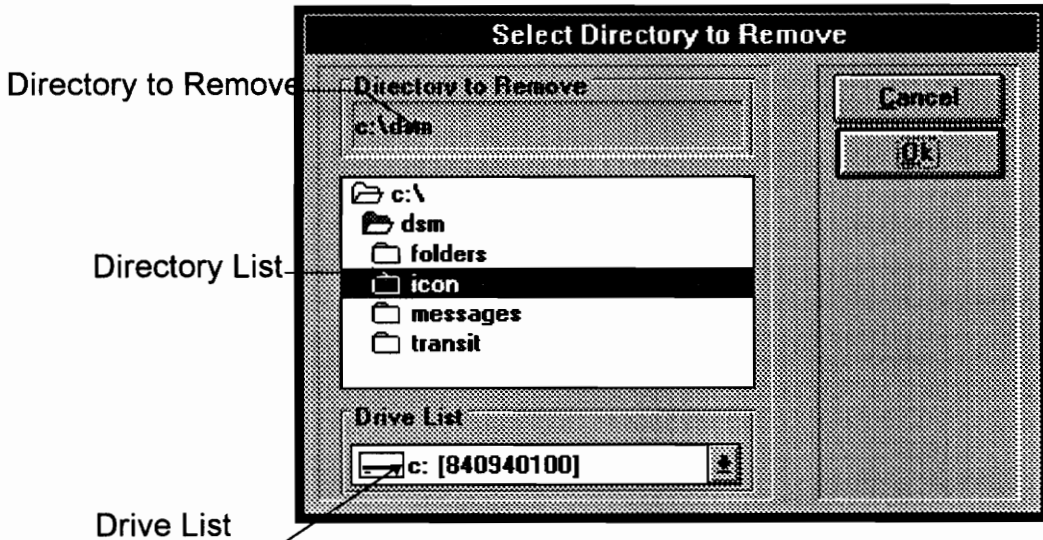 Select Directory to Remove
Directory to Remove
Directory to Remove
c:\dsm
Cancel
Ok
c:\
dsm
folders
Directory List
icon
messages
transit
Drive List
c: [840940100]
Drive List